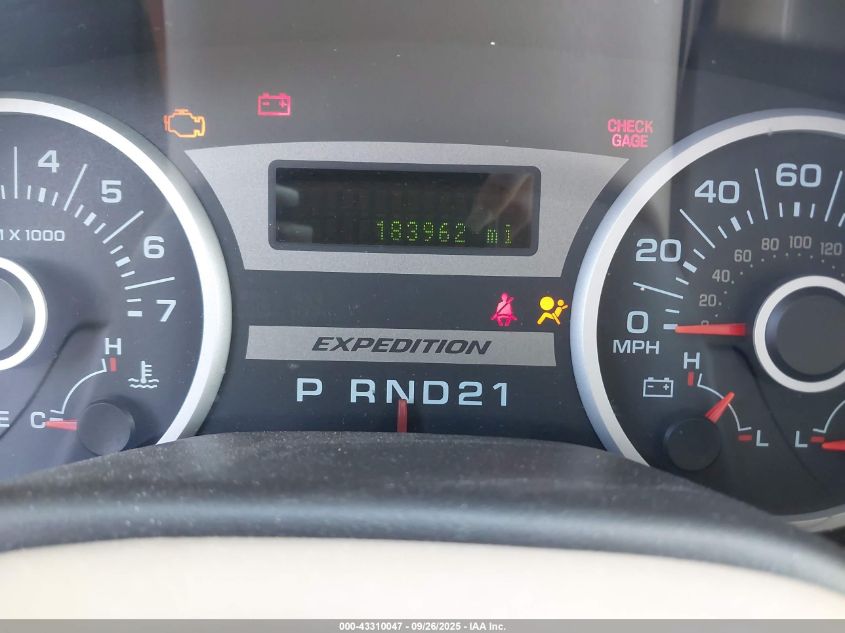 CHECK
GAGE
4 5 6 7
M X 1000
183962 mi
0 20 40 60
20 40 60 80 100 120
MPH
EXPEDITION
P RND21
H
C
E
H
L
L
000-43310047 - 09/26/2025 - IAA Inc.